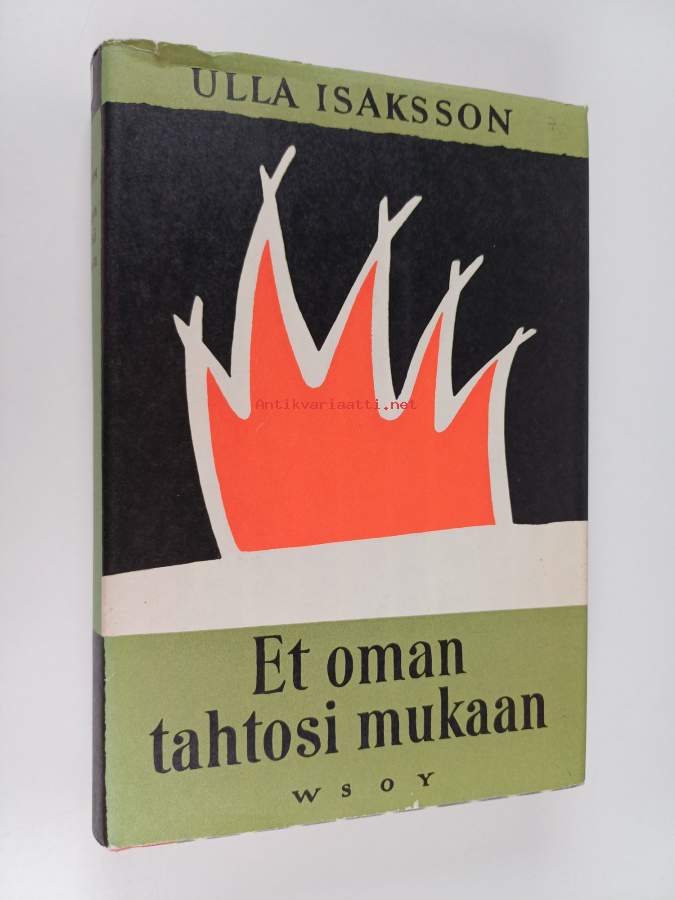 ULLA ISAKSSON
Antikvariaatti.net
Et oman
tahtosi mukaan
WSOY